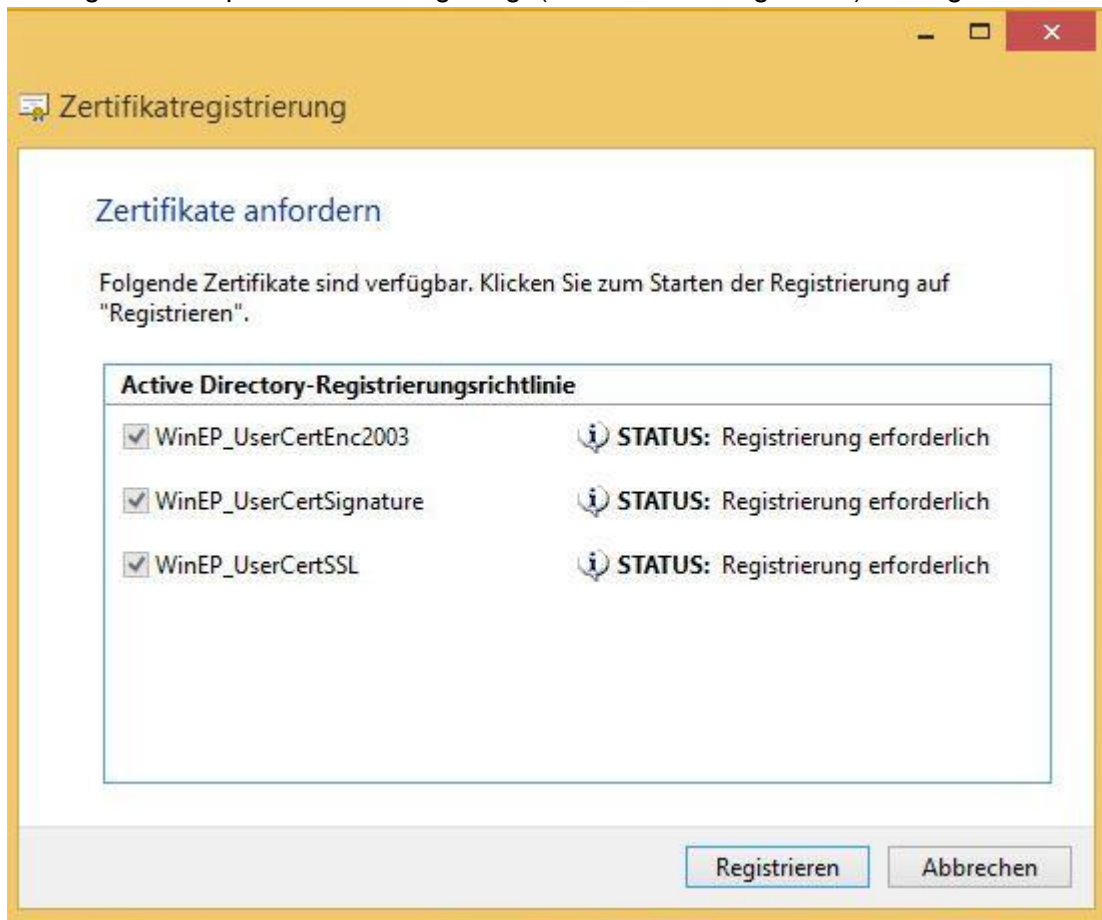 Zertifikatregistrierung
Zertifikate anfordern
Folgende Zertifikate sind verfügbar. Klicken Sie zum Starten der Registrierung auf
"Registrieren".
Active Directory-Registrierungsrichtlinie
WinEP_UserCertEnc2003 STATUS: Registrierung erforderlich
WinEP_UserCertSignature STATUS: Registrierung erforderlich
WinEP_UserCertSSL STATUS: Registrierung erforderlich
Registrieren Abbrechen